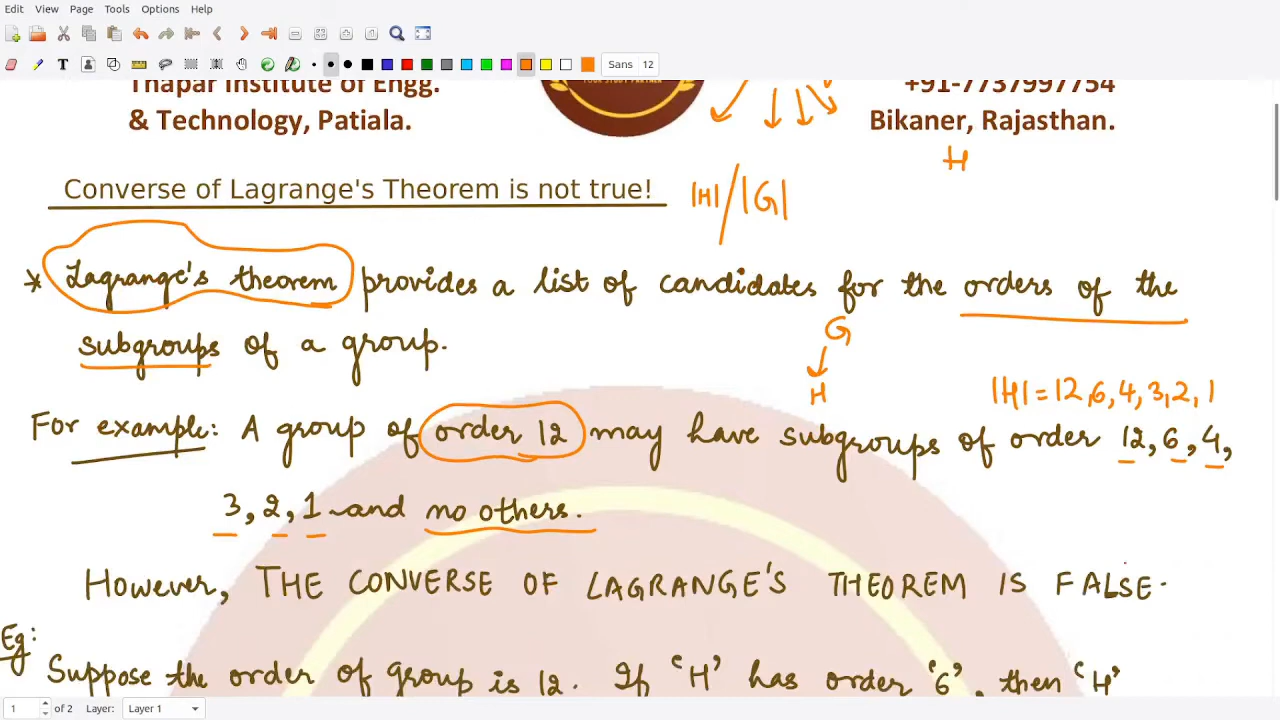 Edit View Page Tools Options Help
Sans 12
Thapar Institute of Engg.
& Technology, Patiala.
YOUR STUDY PARTNER
+91-7737997754
Bikaner, Rajasthan.
H
Converse of Lagrange's Theorem is not true!
|H|/|G|
* Lagrange's theorem provides a list of candidates for the orders of the
subgroups of a group.
G
H
|H| = 12,6,4,3,2,1
For example: A group of order 12 may have subgroups of order 12, 6, 4,
3, 2, 1 and no others.
However, THE CONVERSE OF LAGRANGE'S THEOREM IS FALSE.
Eg:
Suppose the order of group is 12. If 'H' has order '6', then 'H'
1 of 2 Layer: Layer 1